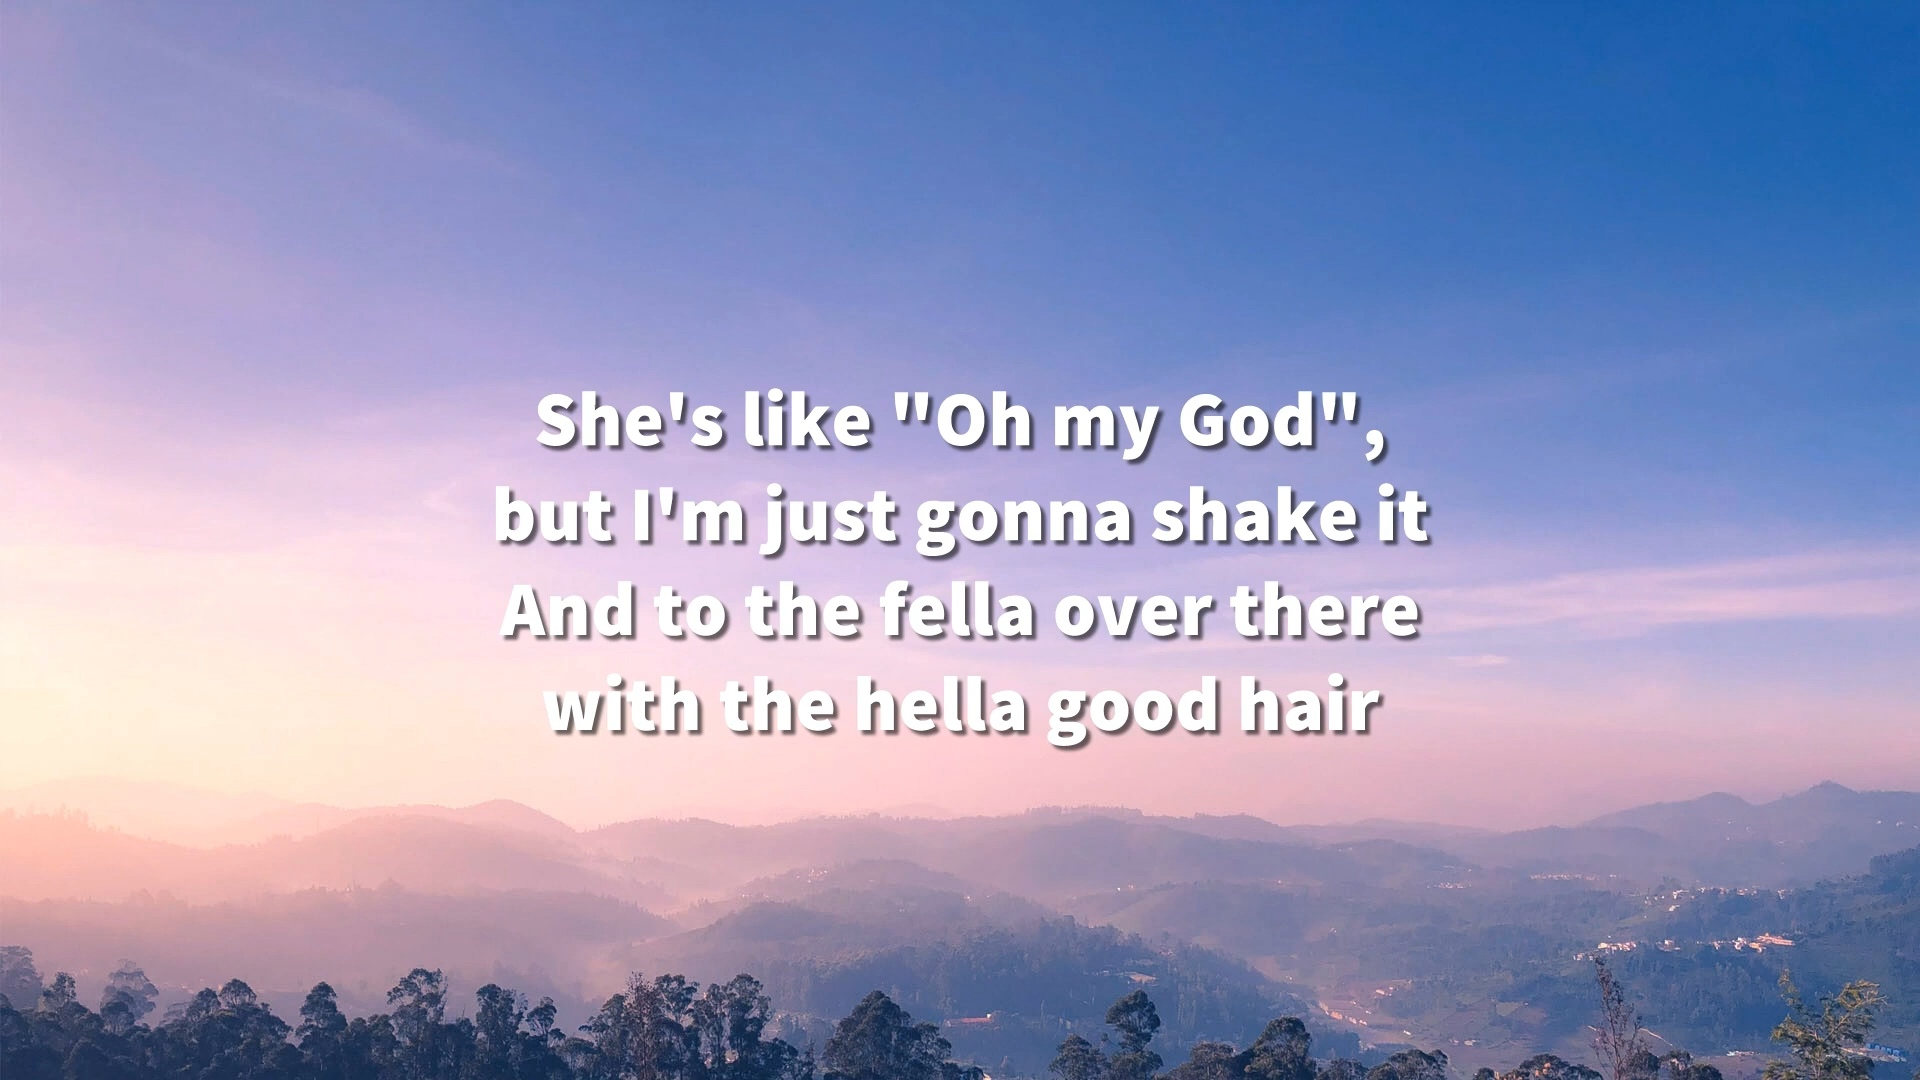 She's like "Oh my God",
but I'm just gonna shake it
And to the fella over there
with the hella good hair